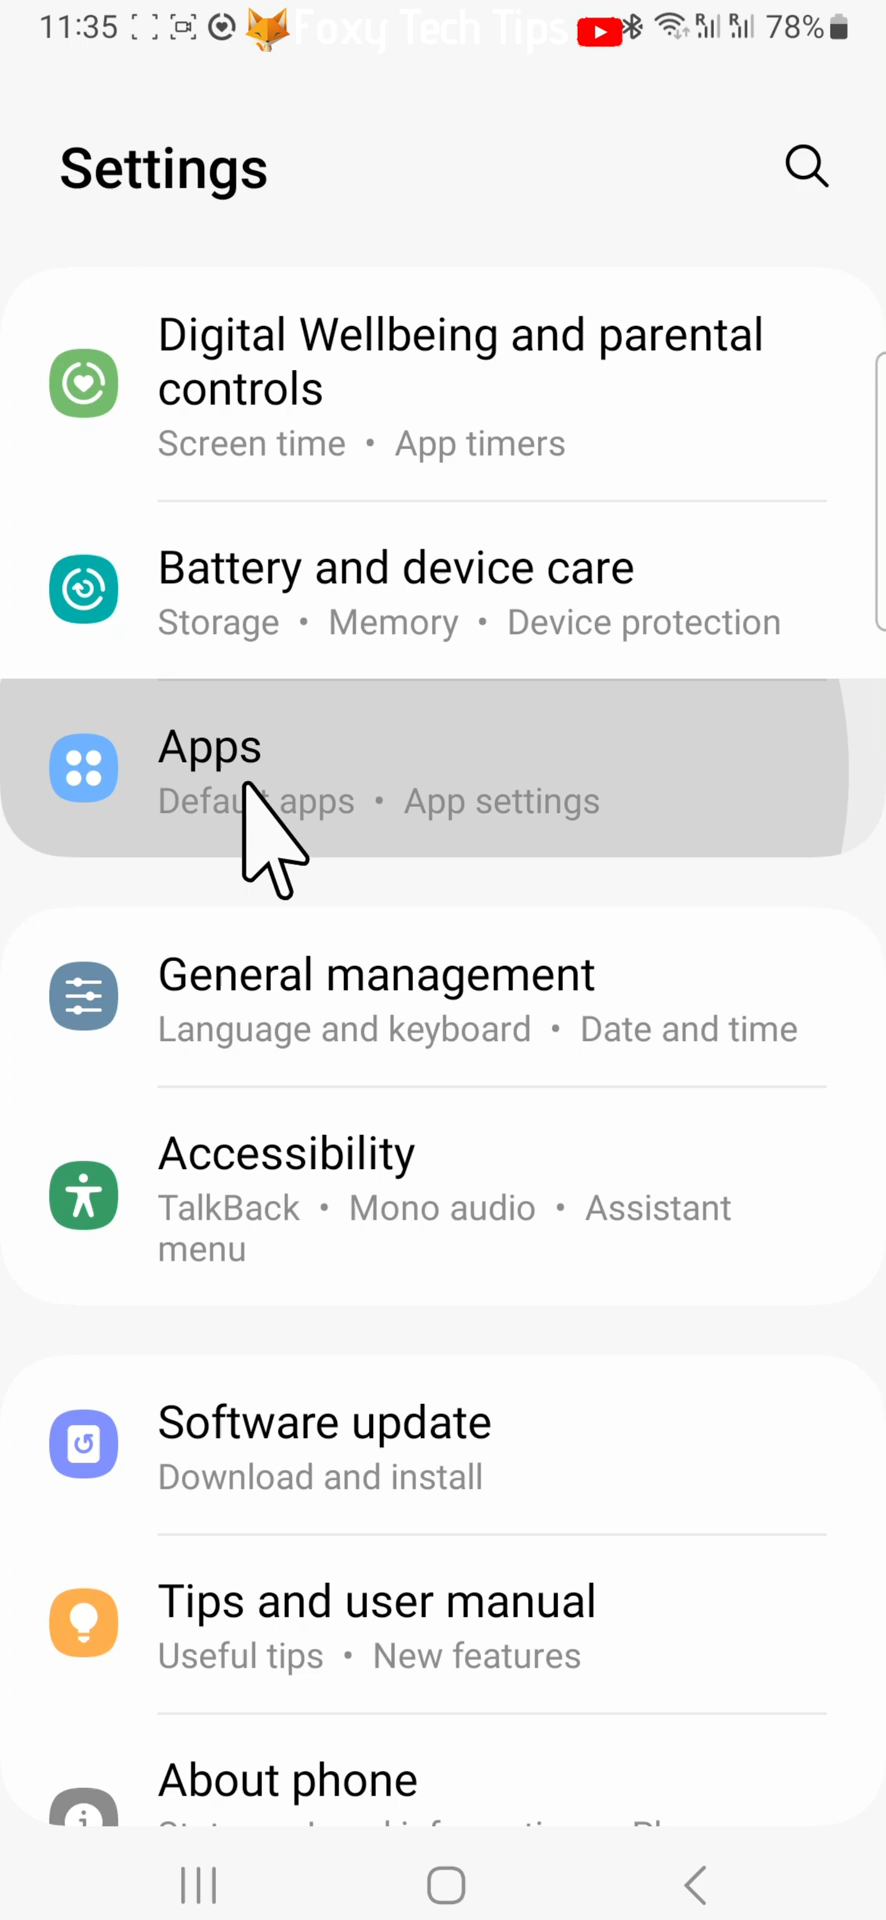 11:35 Foxy Tech Tips 78%
Settings
Digital Wellbeing and parental
controls
Screen time • App timers
Battery and device care
Storage • Memory • Device protection
Apps
Default apps • App settings
General management
Language and keyboard • Date and time
Accessibility
TalkBack • Mono audio • Assistant
menu
Software update
Download and install
Tips and user manual
Useful tips • New features
About phone